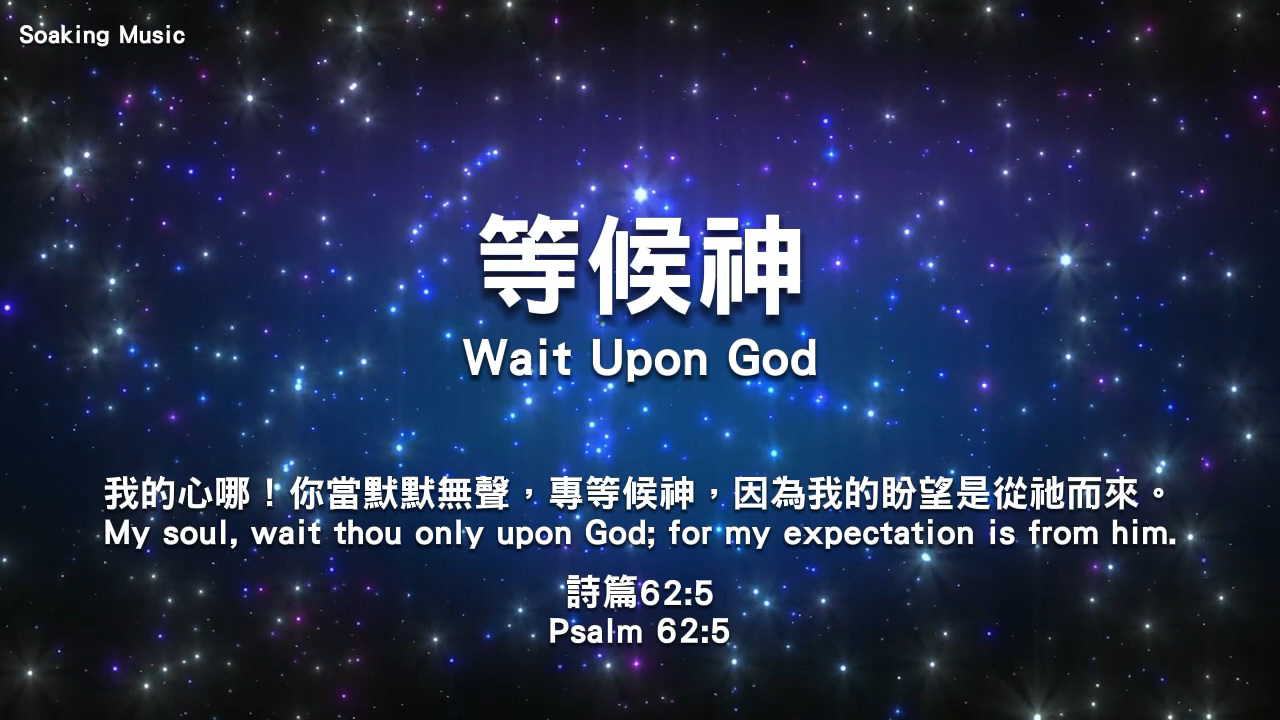 Soaking Music
等候神
Wait Upon God
我的心哪！你當默默無聲，專等候神，因為我的盼望是從祂而來。
My soul, wait thou only upon God; for my expectation is from him.
詩篇62:5
Psalm 62:5